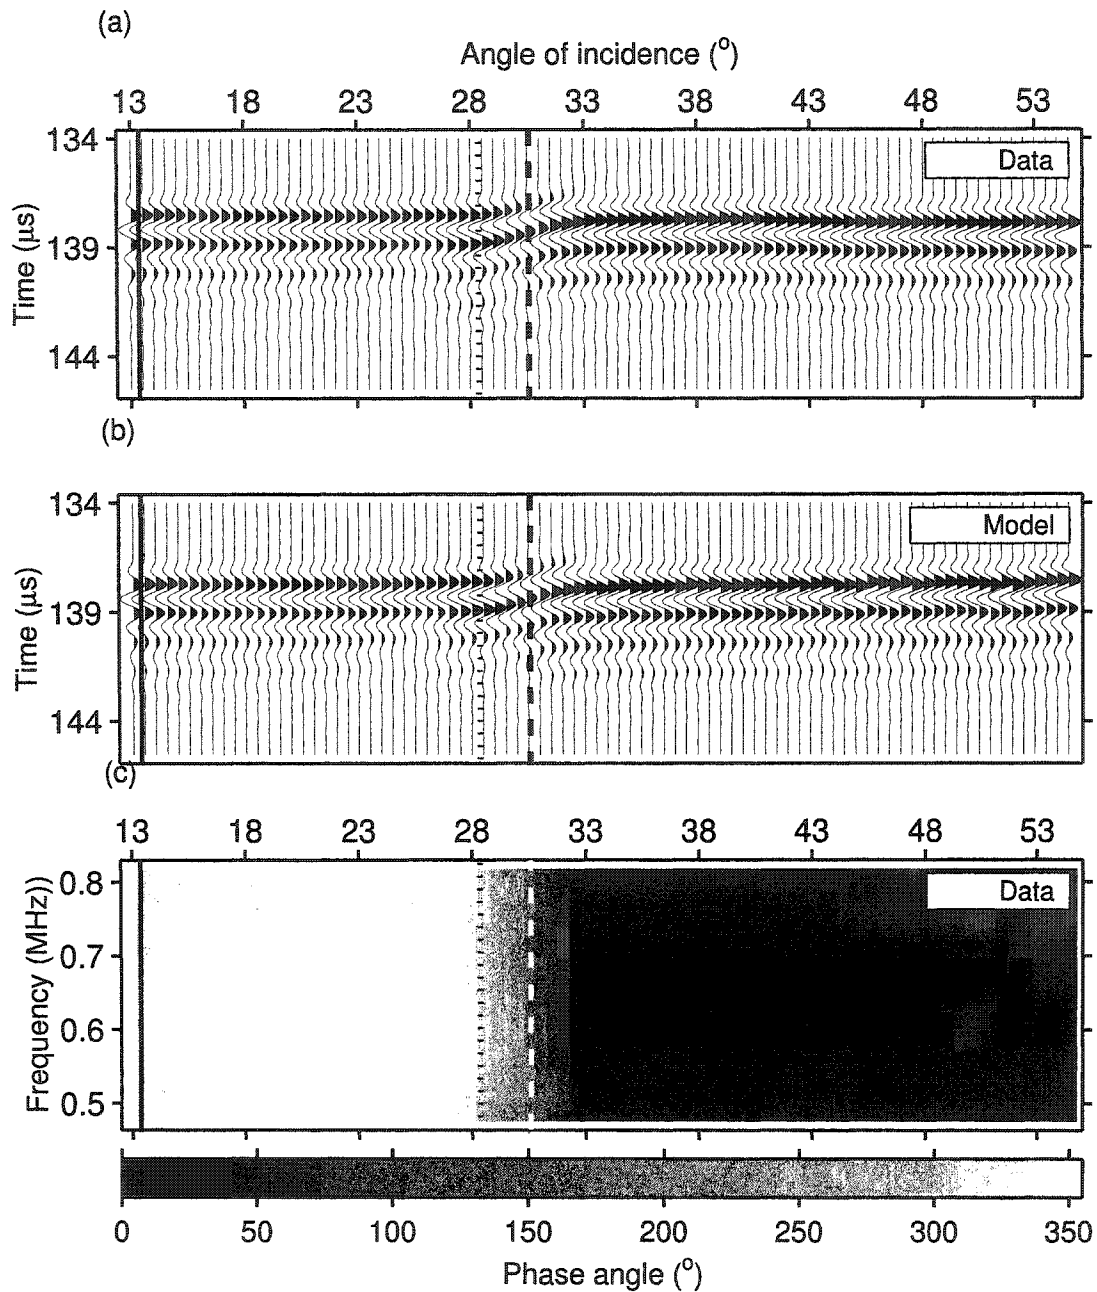 (a)
Angle of incidence (o)
13 18 23 28 33 38 43 48 53
134
Data
139
144
Time (μs)
(b)
134
Model
139
144
Time (μs)
(c)
13 18 23 28 33 38 43 48 53
0.8
Data
0.7
0.6
0.5
Frequency (MHz))
0 50 100 150 200 250 300 350
Phase angle (o)